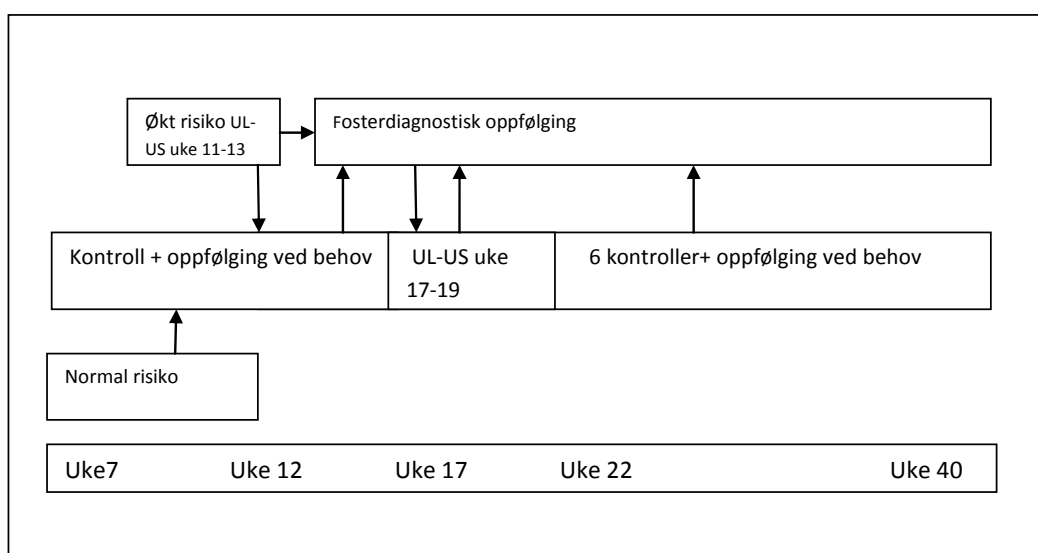 Økt risiko UL-
US uke 11-13
Fosterdiagnostisk oppfølging
Kontroll + oppfølging ved behov
UL-US uke
17-19
6 kontroller+ oppfølging ved behov
Normal risiko
Uke7 Uke 12 Uke 17 Uke 22 Uke 40